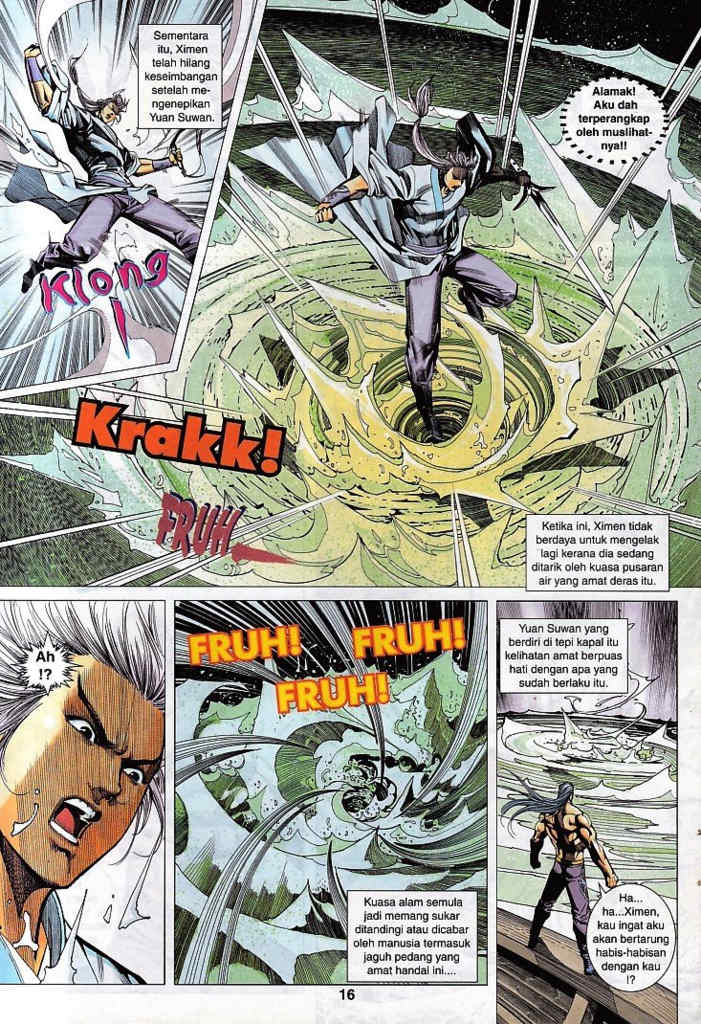 Sementara
itu, Ximen
telah hilang
keseimbangan
setelah me-
ngenepikan
Yuan Suwan.
Klong
Alamak!
Aku dah
terperangkap
oleh muslihat-
nya!!
Krakk!
FRUH
Ketika ini, Ximen tidak
berdaya untuk mengelak
lagi kerana dia sedang
ditarik oleh kuasa pusaran
air yang amat deras itu.
Ah
!?
FRUH! FRUH!
FRUH!
Kuasa alam semula
jadi memang sukar
ditandingi atau dicabar
oleh manusia termasuk
jaguh pedang yang
amat handal ini....
Yuan Suwan yang
berdiri di tepi kapal itu
kelihatan amat berpuas
hati dengan apa yang
sudah berlaku itu.
Ha...
ha...Ximen,
kau ingat aku
akan bertarung
habis-habisan
dengan kau
!?
16